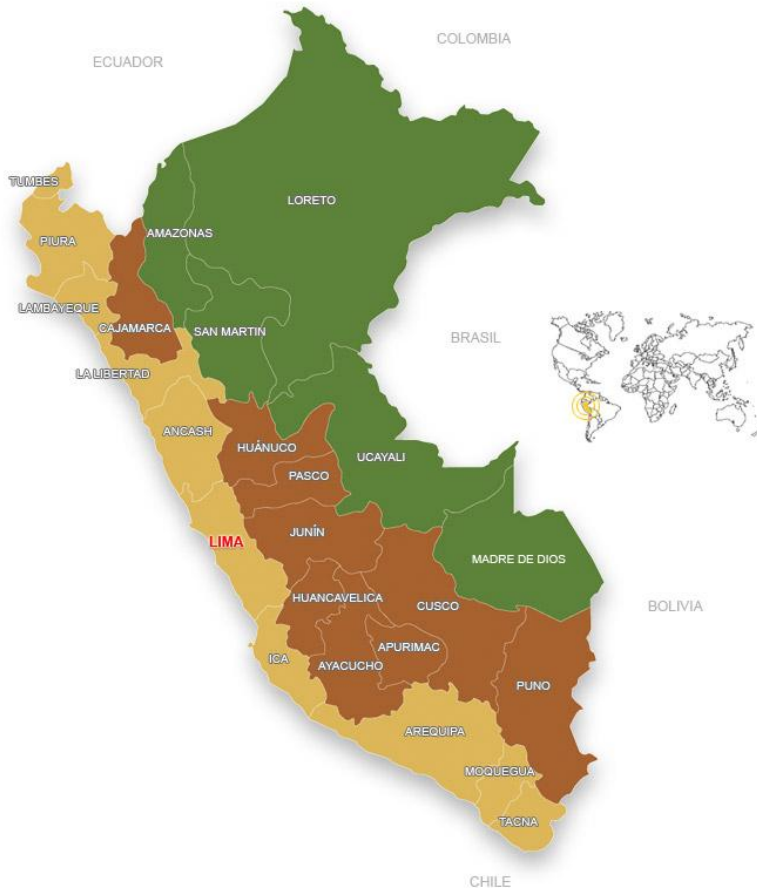 COLOMBIA
ECUADOR
TUMBES
LORETO
AMAZONAS
PIURA
LAMBAYEQUE
CAJAMARCA
SAN MARTIN
BRASIL
LA LIBERTAD
ANCASH
HUÁNUCO
UCAYALI
PASCO
JUNÍN
LIMA
MADRE DE DIOS
HUANCAVELICA
CUSCO
BOLIVIA
APURIMAC
ICA
AYACUCHO
PUNO
AREQUIPA
MOQUEGUA
TACNA
CHILE